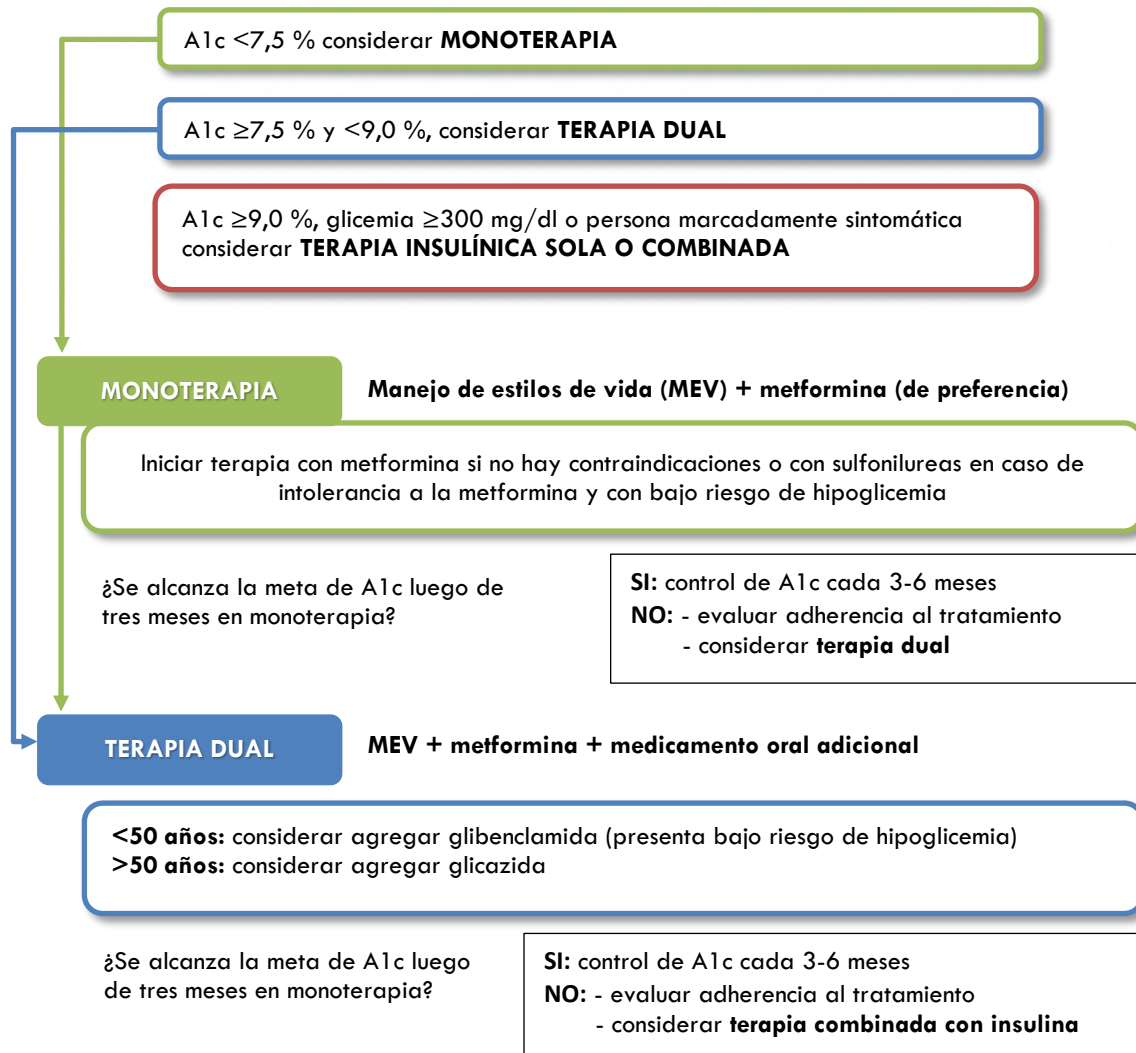 A1c <7,5 % considerar MONOTERAPIA
A1c ≥7,5 % y <9,0 %, considerar TERAPIA DUAL
A1c ≥9,0 %, glicemia ≥300 mg/dl o persona marcadamente sintomática
considerar TERAPIA INSULÍNICA SOLA O COMBINADA
MONOTERAPIA
Manejo de estilos de vida (MEV) + metformina (de preferencia)
Iniciar terapia con metformina si no hay contraindicaciones o con sulfonilureas en caso de
intolerancia a la metformina y con bajo riesgo de hipoglicemia
¿Se alcanza la meta de A1c luego de
tres meses en monoterapia?
SI: control de A1c cada 3-6 meses
NO: - evaluar adherencia al tratamiento
- considerar terapia dual
TERAPIA DUAL
MEV + metformina + medicamento oral adicional
<50 años: considerar agregar glibenclamida (presenta bajo riesgo de hipoglicemia)
>50 años: considerar agregar glicazida
¿Se alcanza la meta de A1c luego
de tres meses en monoterapia?
SI: control de A1c cada 3-6 meses
NO: - evaluar adherencia al tratamiento
- considerar terapia combinada con insulina